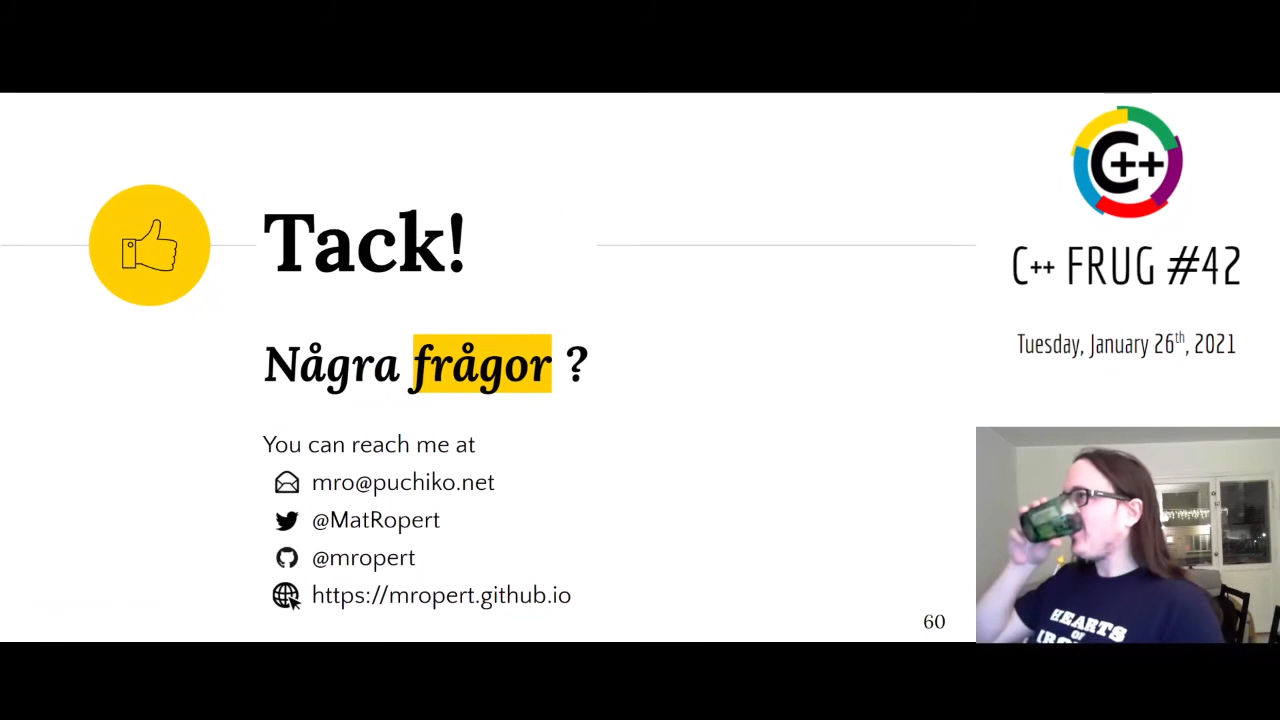 Tack!
Några frågor ?
You can reach me at
mro@puchiko.net
@MatRopert
@mropert
https://mropert.github.io
60
C++
C++ FRUG #42
Tuesday, January 26th, 2021
HEARTS
OF